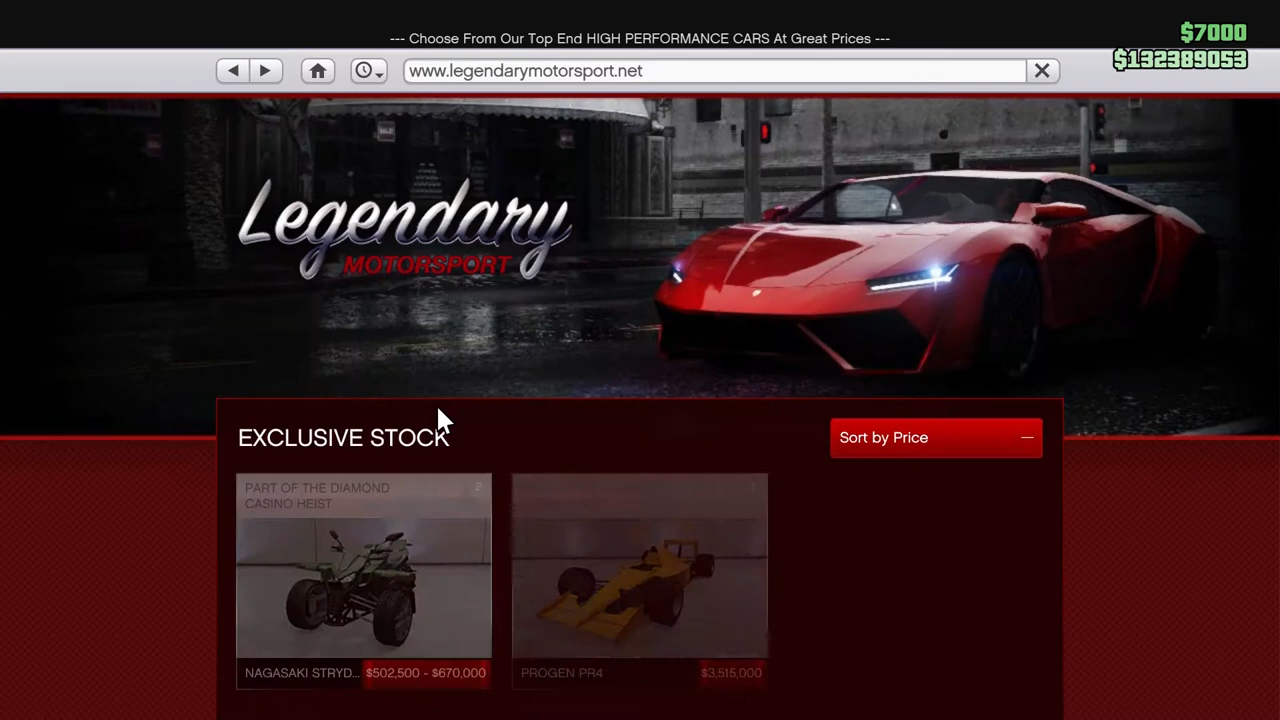 --- Choose From Our Top End HIGH PERFORMANCE CARS At Great Prices ---
$7000
$132389053
www.legendarymotorsport.net
Legendary
MOTORSPORT
EXCLUSIVE STOCK
Sort by Price
PART OF THE DIAMOND 2
CASINO HEIST
NAGASAKI STRYD... $502,500 - $670,000
PROGEN PR4 $3,515,000